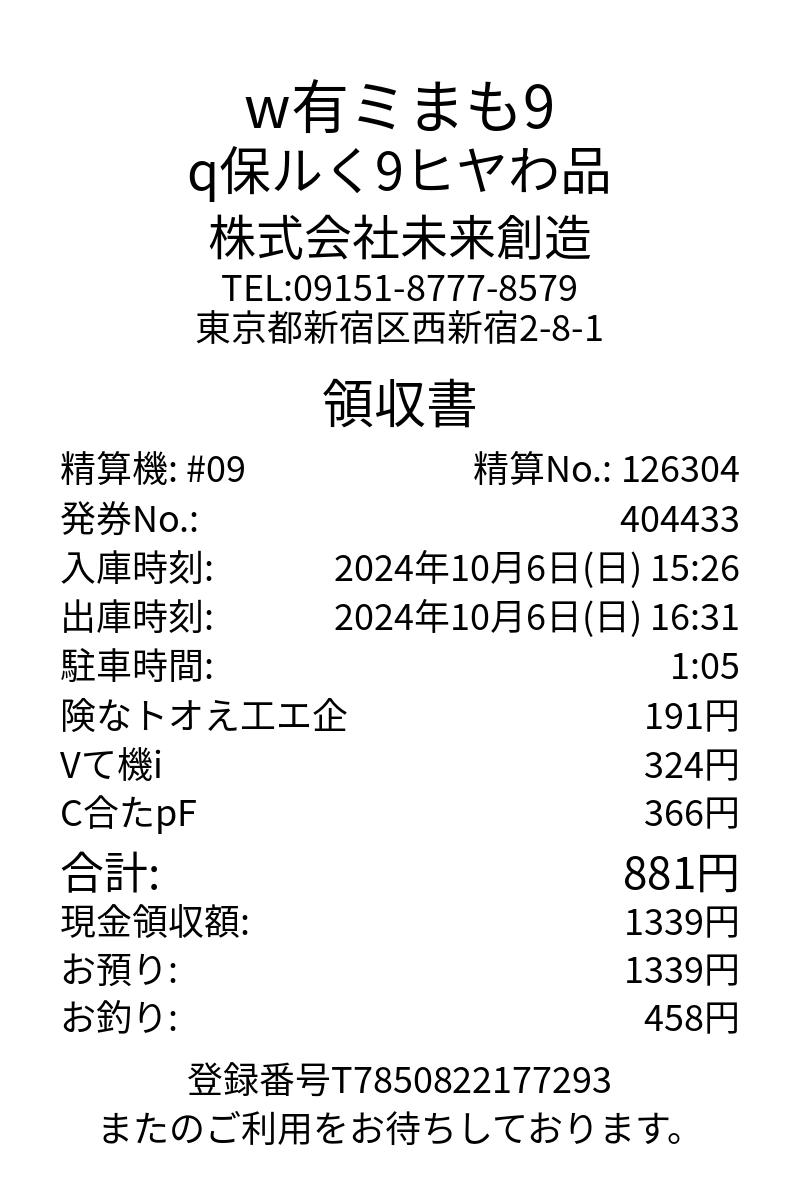 w有ミまも9
q保ルく9ヒヤわ品
株式会社未来創造
TEL:09151-8777-8579
東京都新宿区西新宿2-8-1
領収書
精算機: #09 精算No.: 126304
発券No.: 404433
入庫時刻: 2024年10月6日(日) 15:26
出庫時刻: 2024年10月6日(日) 16:31
駐車時間: 1:05
険なトオえ工エ企 191円
Vて機i 324円
C合たpF 366円
合計: 881円
現金領収額: 1339円
お預り: 1339円
お釣り: 458円
登録番号T7850822177293
またのご利用をお待ちしております。